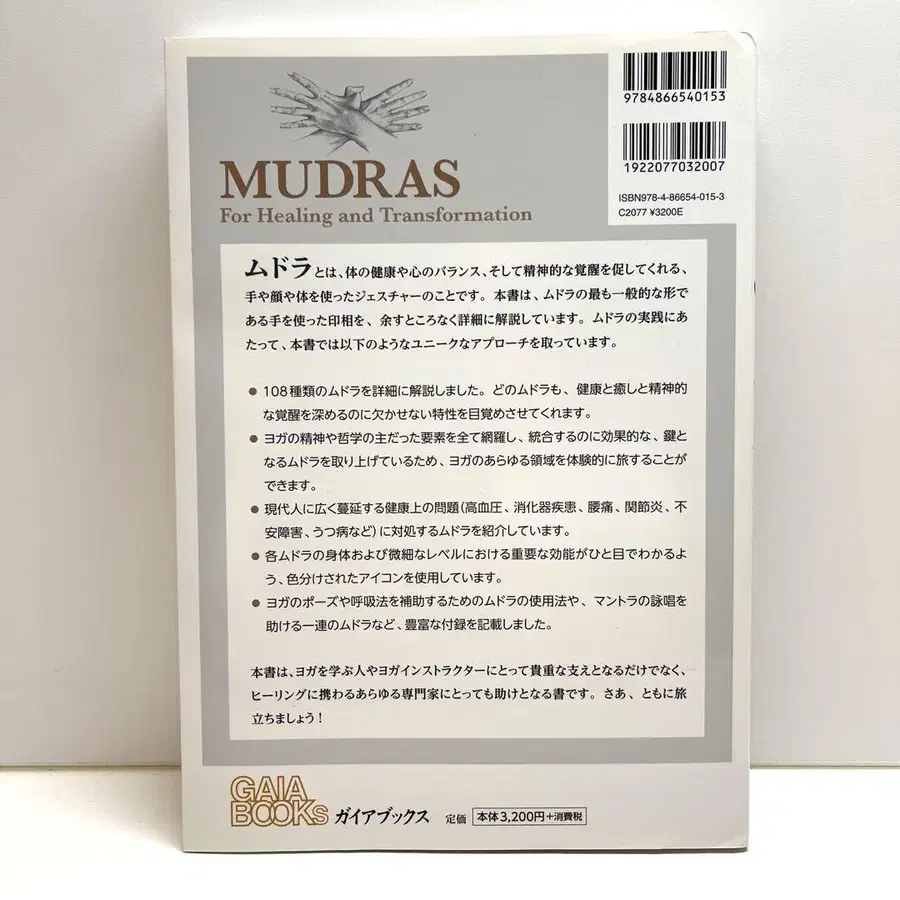 9784866540153
1922077032007
ISBN978-4-86654-015-3
C2077 ¥3200E
MUDRAS
For Healing and Transformation
ムドラとは、体の健康や心のバランス、そして精神的な覚醒を促してくれる、
手や顔や体を使ったジェスチャーのことです。本書は、ムドラの最も一般的な形で
ある手を使った印相を、余すところなく詳細に解説しています。ムドラの実践にあ
たって、本書では以下のようなユニークなアプローチを取っています。
● 108種類のムドラを詳細に解説しました。どのムドラも、健康と癒しと精神的
な覚醒を深めるのに欠かせない特性を目覚めさせてくれます。
● ヨガの精神や哲学の主だった要素を全て網羅し、統合するのに効果的な、鍵と
なるムドラを取り上げているため、ヨガのあらゆる領域を体験的に旅することが
できます。
● 現代人に広く蔓延する健康上の問題(高血圧、消化器疾患、腰痛、関節炎、不
安障害、うつ病など)に対処するムドラを紹介しています。
● 各ムドラの身体および微細なレベルにおける重要な効能がひと目でわかるよ
う、色分けされたアイコンを使用しています。
● ヨガのポーズや呼吸法を補助するためのムドラの使用法や、マントラの詠唱を
助ける一連のムドラなど、豊富な付録を記載しました。
本書は、ヨガを学ぶ人やヨガインストラクターにとって貴重な支えとなるだけでなく、
ヒーリングに携わるあらゆる専門家にとっても助けとなる書です。さあ、ともに旅
立ちましょう!
GAIA
BOOKs ガイアブックス 定価 本体3,200円+消費税